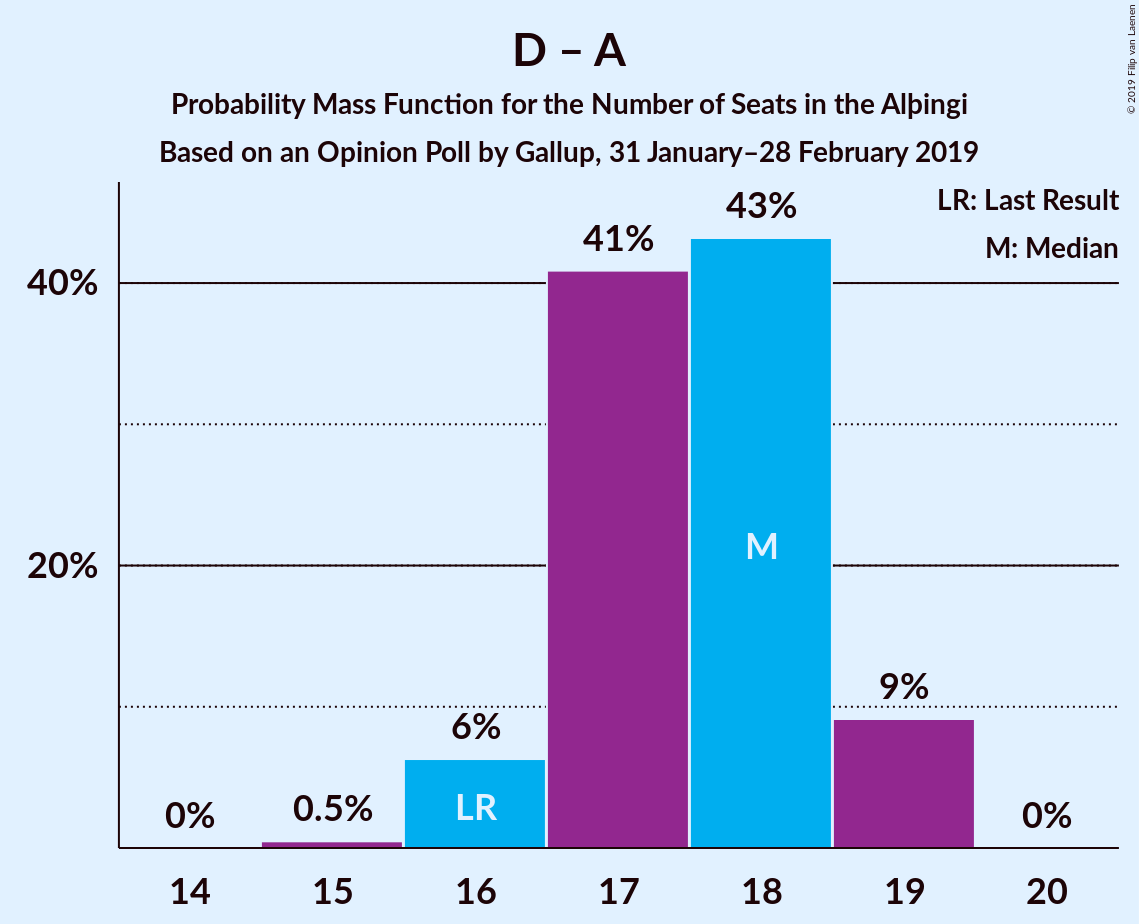 D – A
Probability Mass Function for the Number of Seats in the Alþingi
Based on an Opinion Poll by Gallup, 31 January–28 February 2019
© 2019 Filip van Laenen
LR: Last Result
M: Median
40%
20%
0%
0.5%
6%
41%
43%
9%
0%
LR
M
14 15 16 17 18 19 20